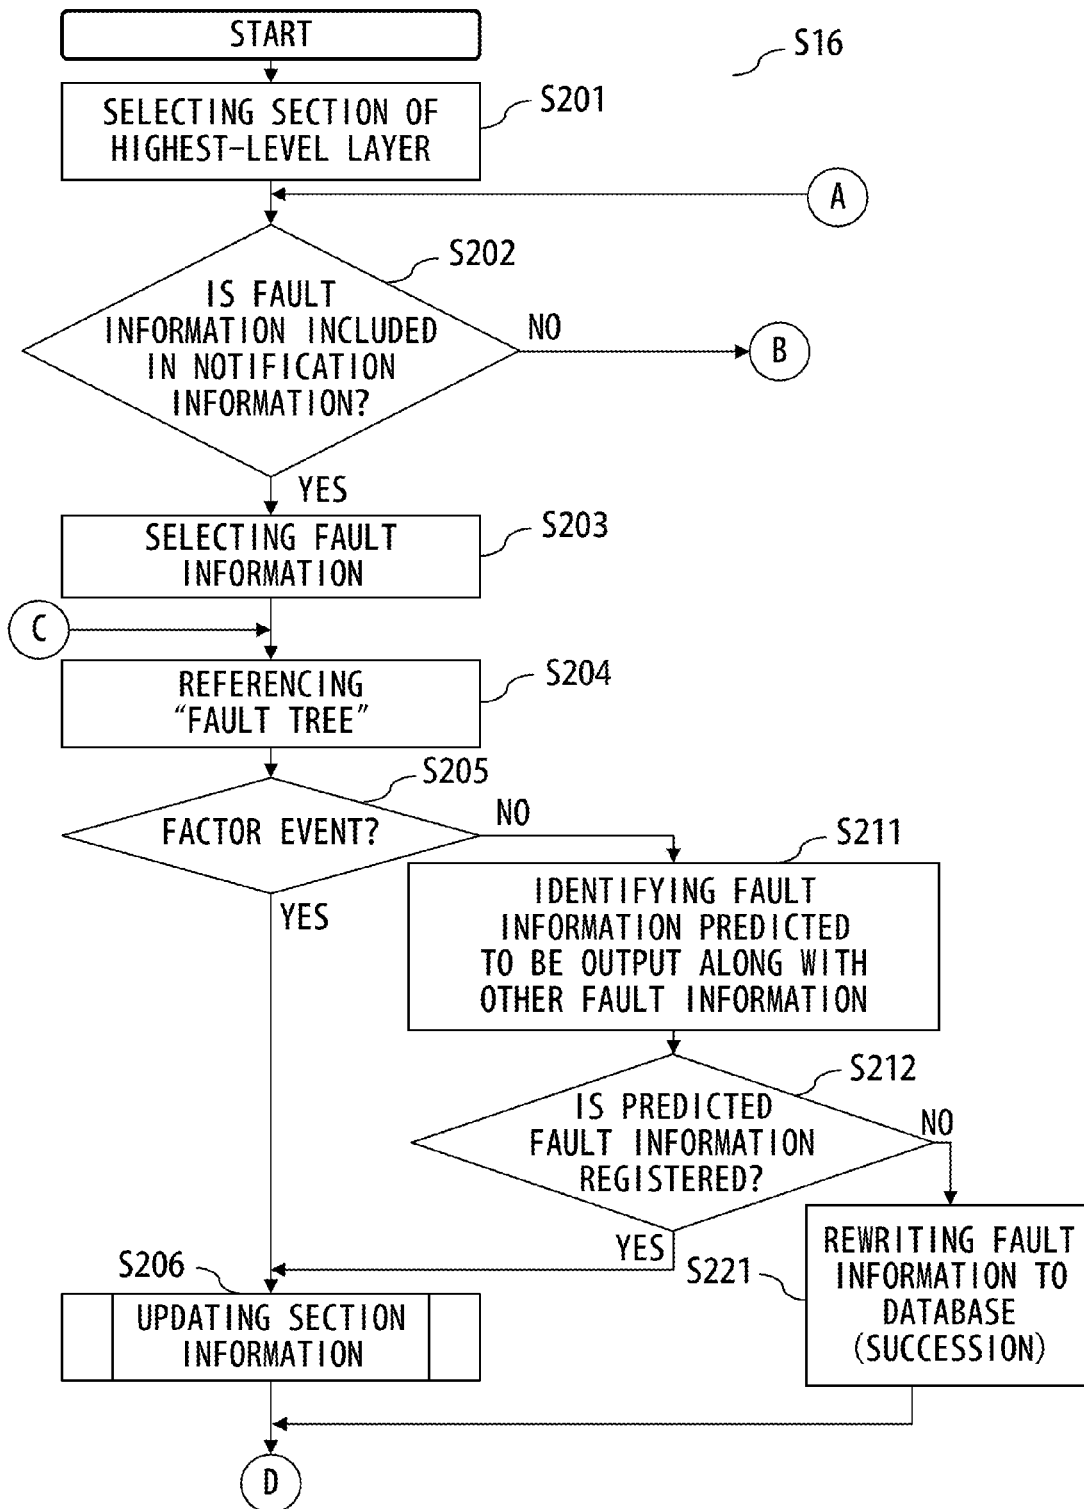 START
S16
S201
SELECTING SECTION OF
HIGHEST-LEVEL LAYER
A
S202
IS FAULT
INFORMATION INCLUDED
IN NOTIFICATION
INFORMATION?
NO
B
YES
S203
SELECTING FAULT
INFORMATION
C
S204
REFERENCING
“FAULT TREE”
S205
FACTOR EVENT?
NO
YES
S211
IDENTIFYING FAULT
INFORMATION PREDICTED
TO BE OUTPUT ALONG WITH
OTHER FAULT INFORMATION
S212
IS PREDICTED
FAULT INFORMATION
REGISTERED?
NO
YES
S221
REWRITING FAULT
INFORMATION TO
DATABASE
(SUCCESSION)
S206
UPDATING SECTION
INFORMATION
D